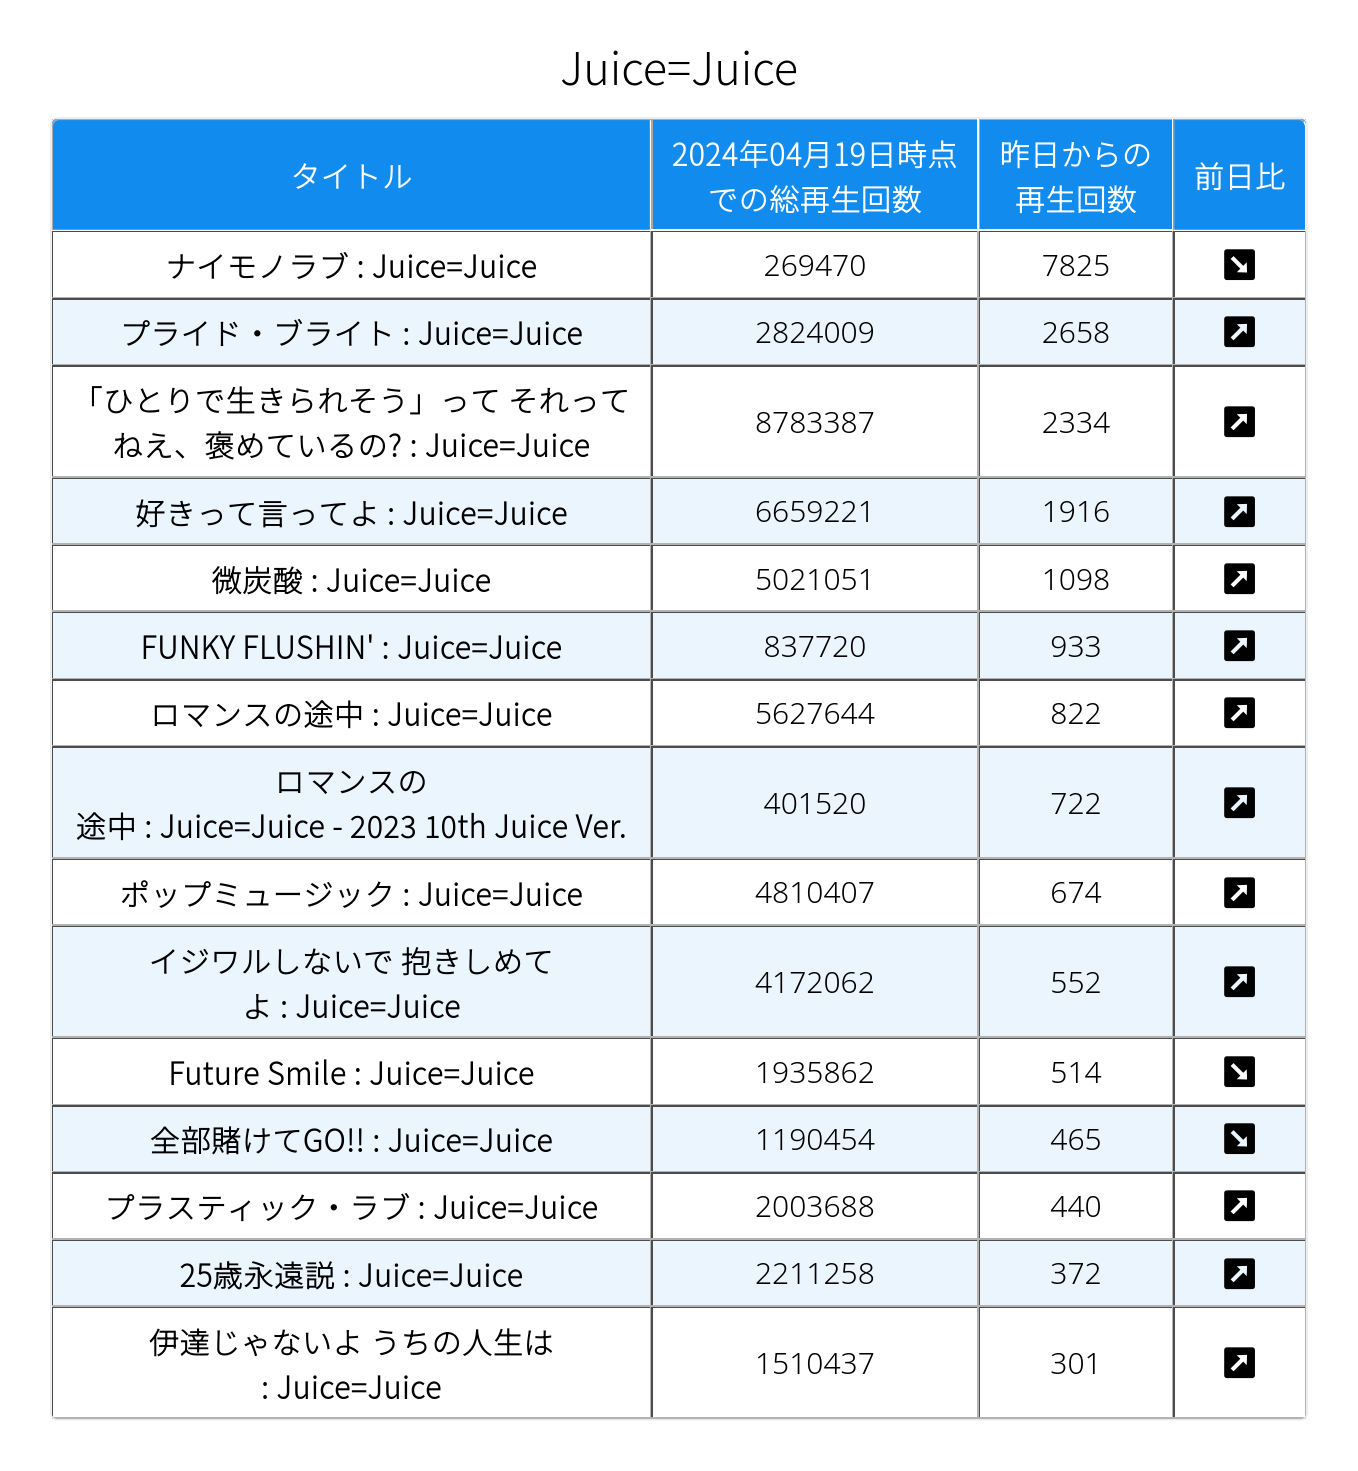 Juice=Juice
タイトル
2024年04月19日時点
での総再生回数
昨日からの
再生回数
前日比
ナイモノラブ : Juice=Juice
269470
7825
プライド・ブライト : Juice=Juice
2824009
2658
「ひとりで生きられそう」って それって
ねえ、褒めているの? : Juice=Juice
8783387
2334
好きって言ってよ : Juice=Juice
6659221
1916
微炭酸 : Juice=Juice
5021051
1098
FUNKY FLUSHIN' : Juice=Juice
837720
933
ロマンスの途中 : Juice=Juice
5627644
822
ロマンスの
途中 : Juice=Juice - 2023 10th Juice Ver.
401520
722
ポップミュージック : Juice=Juice
4810407
674
イジワルしないで 抱きしめて
よ : Juice=Juice
4172062
552
Future Smile : Juice=Juice
1935862
514
全部賭けてGO!! : Juice=Juice
1190454
465
プラスティック・ラブ : Juice=Juice
2003688
440
25歳永遠説 : Juice=Juice
2211258
372
伊達じゃないよ うちの人生は
: Juice=Juice
1510437
301